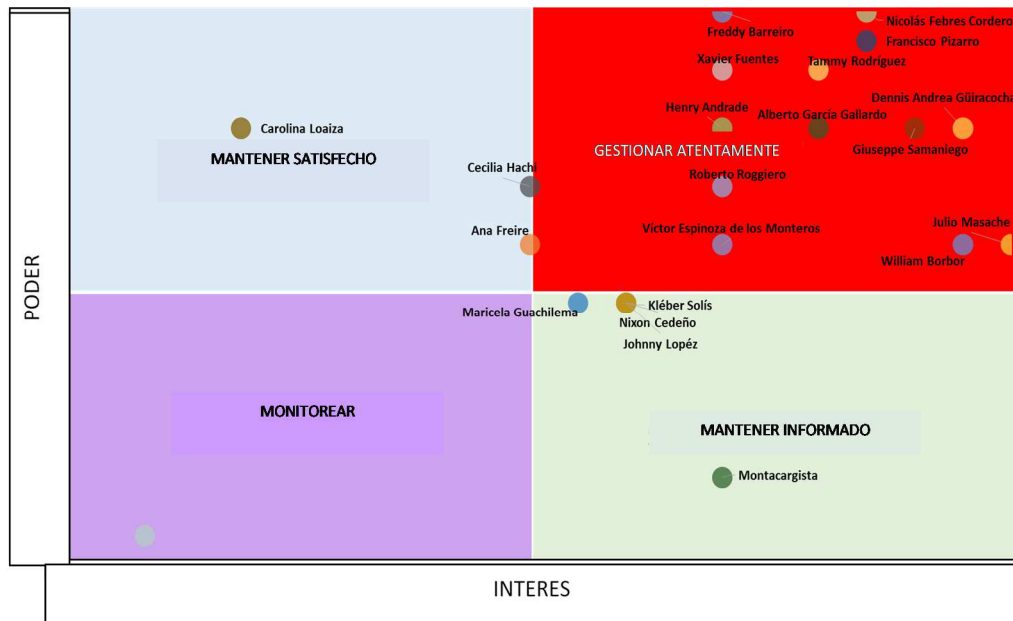 Nicolás Febres Cordero
Freddy Barreiro
Francisco Pizarro
Xavier Fuentes
Tammy Rodríguez
Dennis Andrea Güiracocha
Henry Andrade
Alberto García Gallardo
Carolina Loaiza
GESTIONAR ATENTAMENTE
Giuseppe Samaniego
MANTENER SATISFECHO
Cecilia Hachi
Roberto Roggiero
Julio Masache
Ana Freire
Víctor Espinoza de los Monteros
William Borbor
PODER
Maricela Guachilema
Kléber Solís
Nixon Cedeño
Johnny Lopéz
MONITOREAR
MANTENER INFORMADO
Montacargista
INTERES